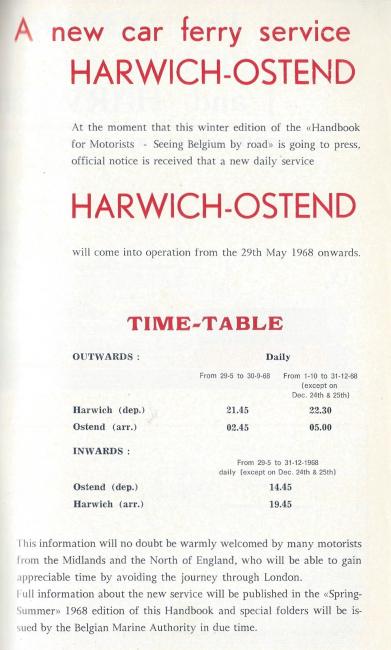 A new car ferry service
HARWICH-OSTEND
At the moment that this winter edition of the «Handbook
for Motorists - Seeing Belgium by road» is going to press,
official notice is received that a new daily service
HARWICH-OSTEND
will come into operation from the 29th May 1968 onwards.
TIME-TABLE
OUTWARDS : Daily
From 29-5 to 30-9-68 From 1-10 to 31-12-68
(except on
Dec. 24th & 25th)
Harwich (dep.) 21.45 22.30
Ostend (arr.) 02.45 05.00
INWARDS :
From 29-5 to 31-12-1968
daily (except on Dec. 24th & 25th)
Ostend (dep.) 14.45
Harwich (arr.) 19.45
This information will no doubt be warmly welcomed by many motorists
from the Midlands and the North of England, who will be able to gain
appreciable time by avoiding the journey through London.
Full information about the new service will be published in the «Spring-
Summer» 1968 edition of this Handbook and special folders will be is-
sued by the Belgian Marine Authority in due time.